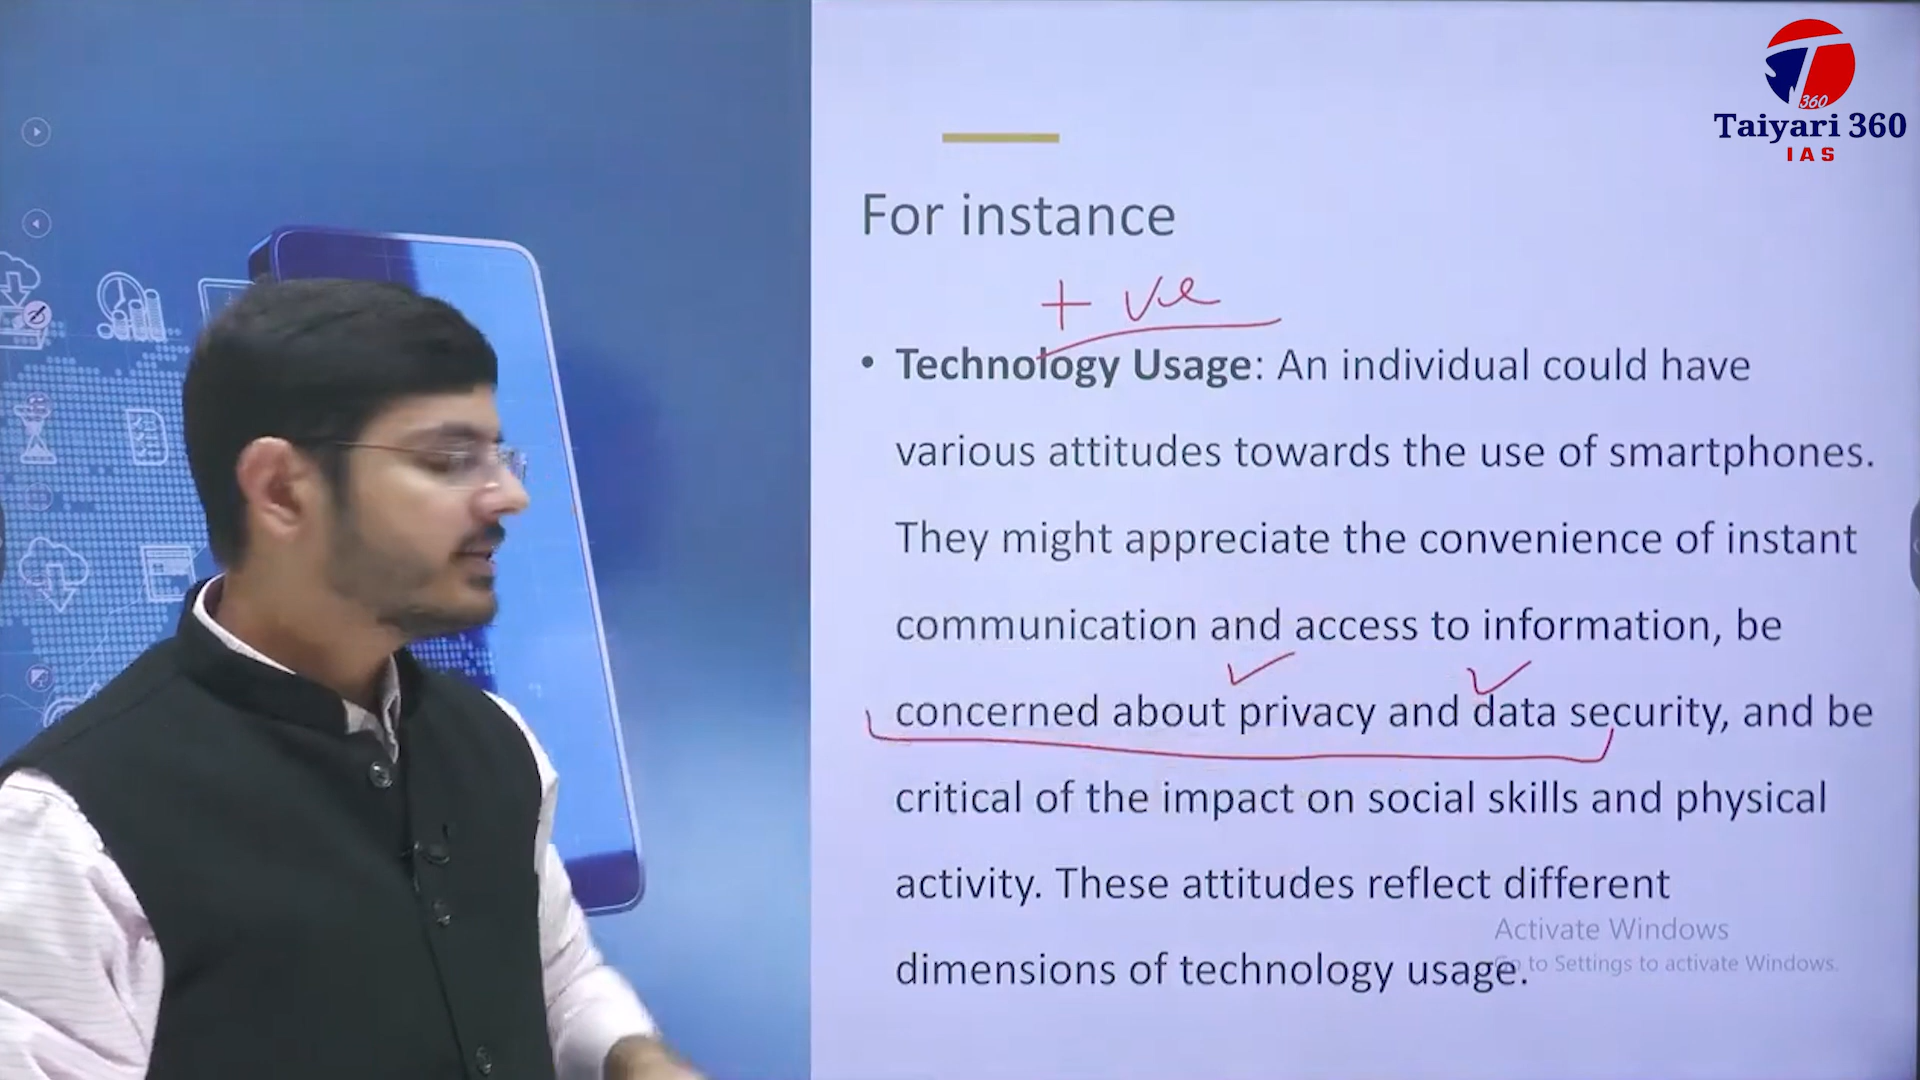 360
Taiyari 360
IAS
For instance
+ ve
• Technology Usage: An individual could have
various attitudes towards the use of smartphones.
They might appreciate the convenience of instant
communication and access to information, be
concerned about privacy and data security, and be
critical of the impact on social skills and physical
activity. These attitudes reflect different
dimensions of technology usage.
Activate Windows
Go to Settings to activate Windows.